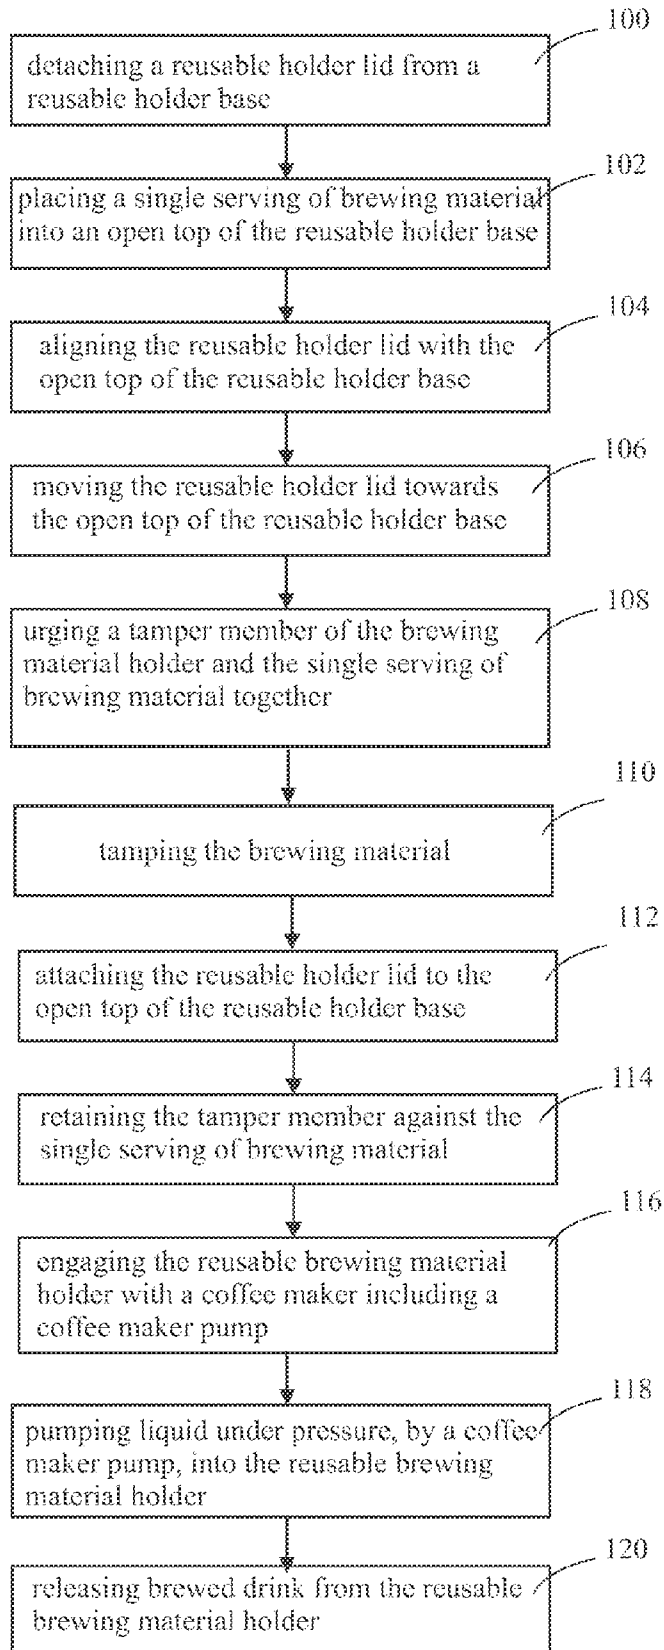 100
detaching a reusable holder lid from a
reusable holder base
102
placing a single serving of brewing material
into an open top of the reusable holder base
104
aligning the reusable holder lid with the
open top of the reusable holder base
106
moving the reusable holder lid towards
the open top of the reusable holder base
108
urging a tamper member of the brewing
material holder and the single serving of
brewing material together
110
tamping the brewing material
112
attaching the reusable holder lid to the
open top of the reusable holder base
114
retaining the tamper member against the
single serving of brewing material
116
engaging the reusable brewing material
holder with a coffee maker including a
coffee maker pump
118
pumping liquid under pressure, by a coffee
maker pump, into the reusable brewing
material holder
120
releasing brewed drink from the reusable
brewing material holder